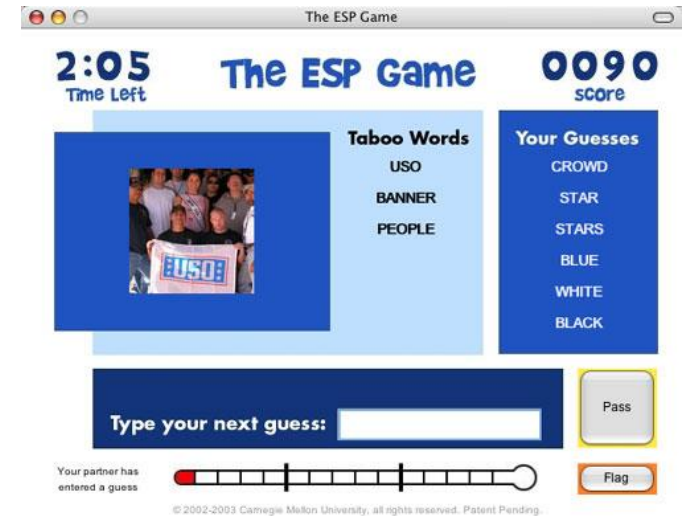 The ESP Game
2:05
Time Left
The ESP Game
0090
score
Taboo Words
USO
BANNER
PEOPLE
USO
Your Guesses
CROWD
STAR
STARS
BLUE
WHITE
BLACK
Type your next guess:
Pass
Your partner has
entered a guess
Flag
© 2002-2003 Carnegie Mellon University, all rights reserved. Patent Pending.